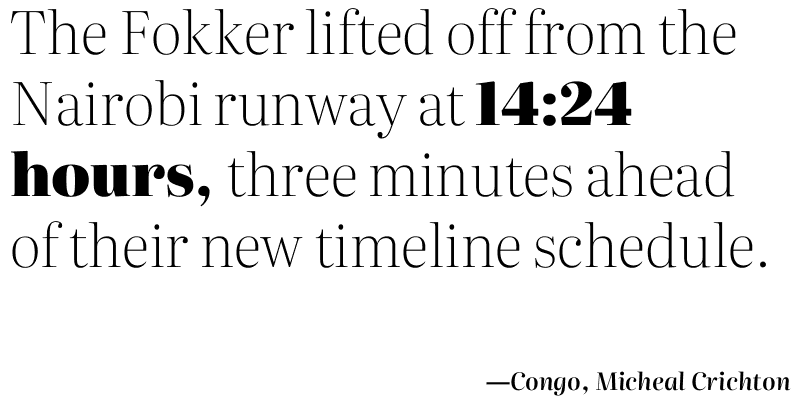 The Fokker lifted off from the
Nairobi runway at 14:24
hours, three minutes ahead
of their new timeline schedule.
—Congo, Micheal Crichton